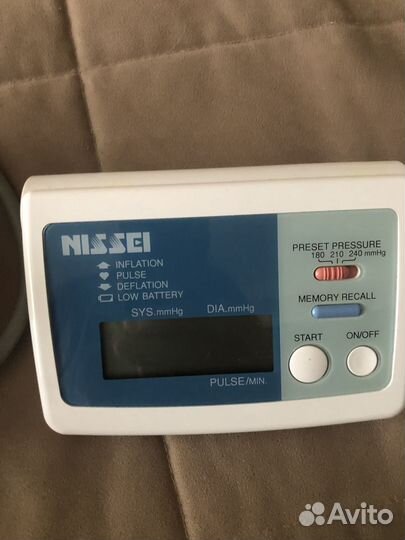 NISSEI
INFLATION
PULSE
DEFLATION
LOW BATTERY
SYS.mmHg DIA.mmHg
PULSE/MIN.
PRESET PRESSURE
180 210 240 mmHg
MEMORY RECALL
START ON/OFF
Avito